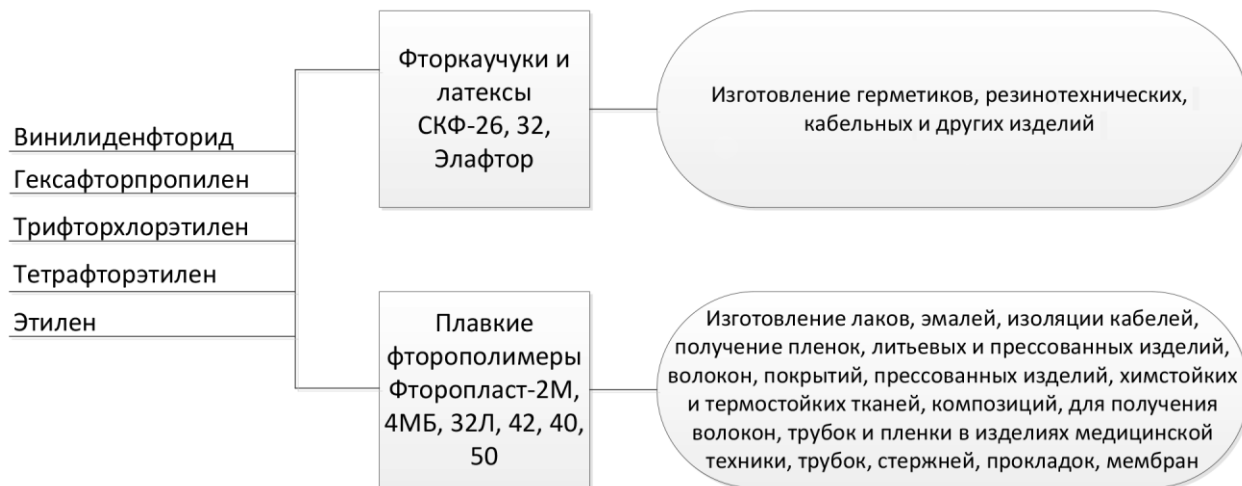 Винилиденфторид
Гексафторпропилен
Трифторхлорэтилен
Тетрафторэтилен
Этилен
Фторкаучуки и
латексы
СКФ-26, 32,
Элафтор
Изготовление герметиков, резинотехнических,
кабельных и других изделий
Плавкие
фторополимеры
Фторопласт-2М,
4МБ, 32Л, 42, 40,
50
Изготовление лаков, эмалей, изоляции кабелей,
получение пленок, литьевых и прессованных изделий,
волокон, покрытий, прессованных изделий, химстойких
и термостойких тканей, композиций, для получения
волокон, трубок и пленки в изделиях медицинской
техники, трубок, стержней, прокладок, мембран